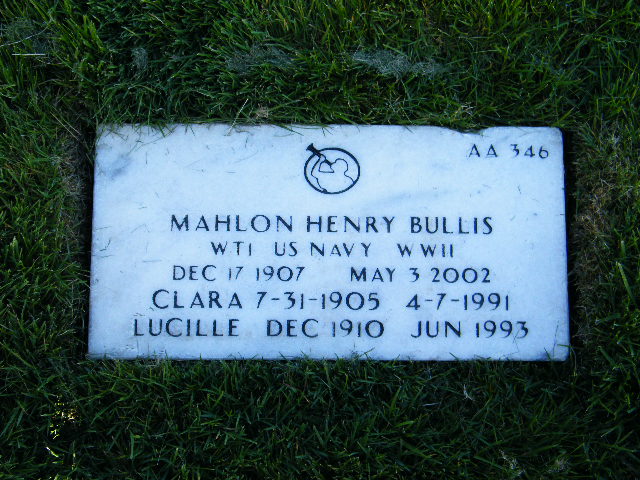 AA 346
MAHLON HENRY BULLIS
WT1 US NAVY WWII
DEC 17 1907 MAY 3 2002
CLARA 7-31-1905 4-7-1991
LUCILLE DEC 1910 JUN 1993